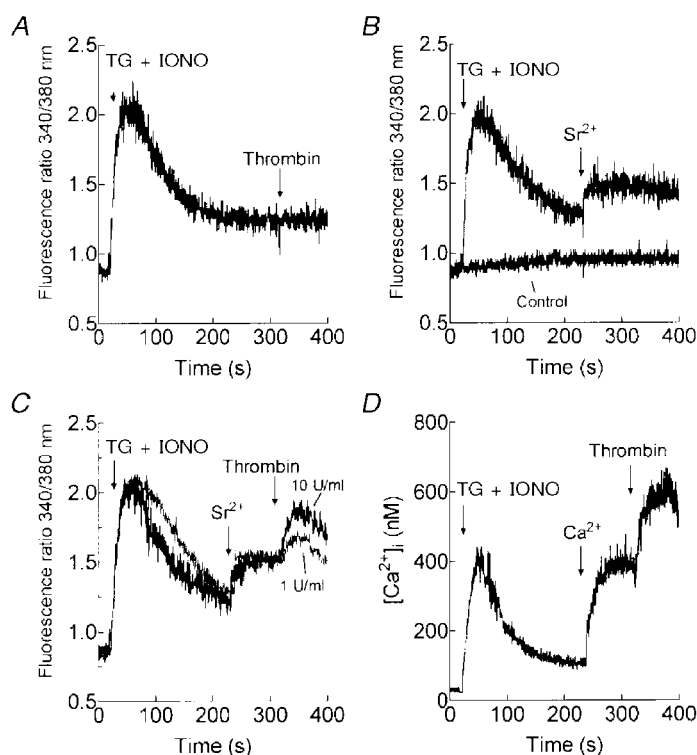 A
Fluorescence ratio 340/380 nm
2.5
2.0
1.5
1.0
0.5
TG + IONO
Thrombin
0 100 200 300 400
Time (s)
B
Fluorescence ratio 340/380 nm
2.5
2.0
1.5
1.0
0.5
TG + IONO
Sr²⁺
Control
0 100 200 300 400
Time (s)
C
Fluorescence ratio 340/380 nm
2.5
2.0
1.5
1.0
0.5
TG + IONO
Thrombin
Sr²⁺
10 U/ml
1 U/ml
0 100 200 300 400
Time (s)
D
[Ca²⁺]i (nM)
800
600
400
200
0
TG + IONO
Thrombin
Ca²⁺
0 100 200 300 400
Time (s)